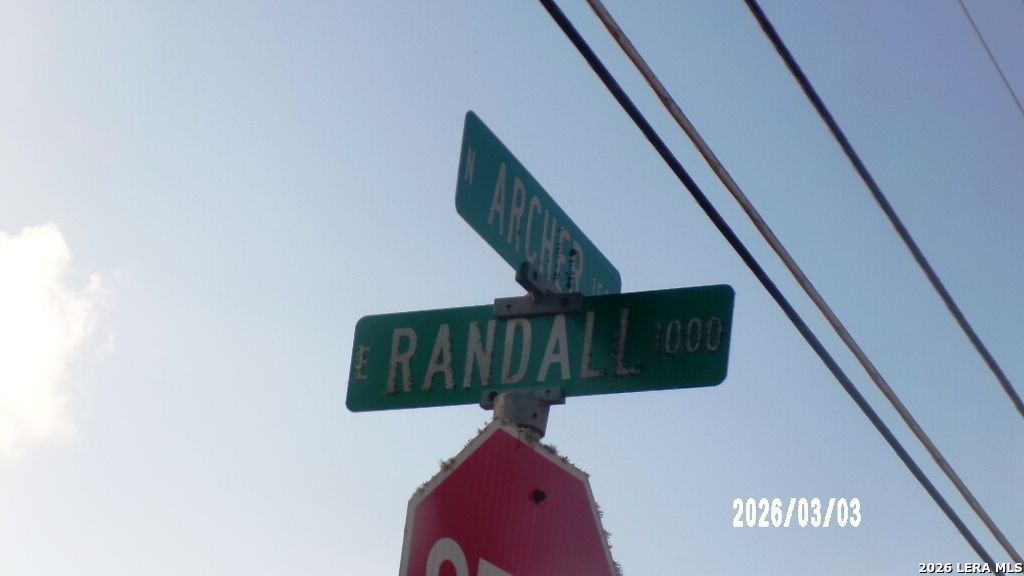 N ARCHER
E RANDALL 1000
2026/03/03
2026 LERA MLS